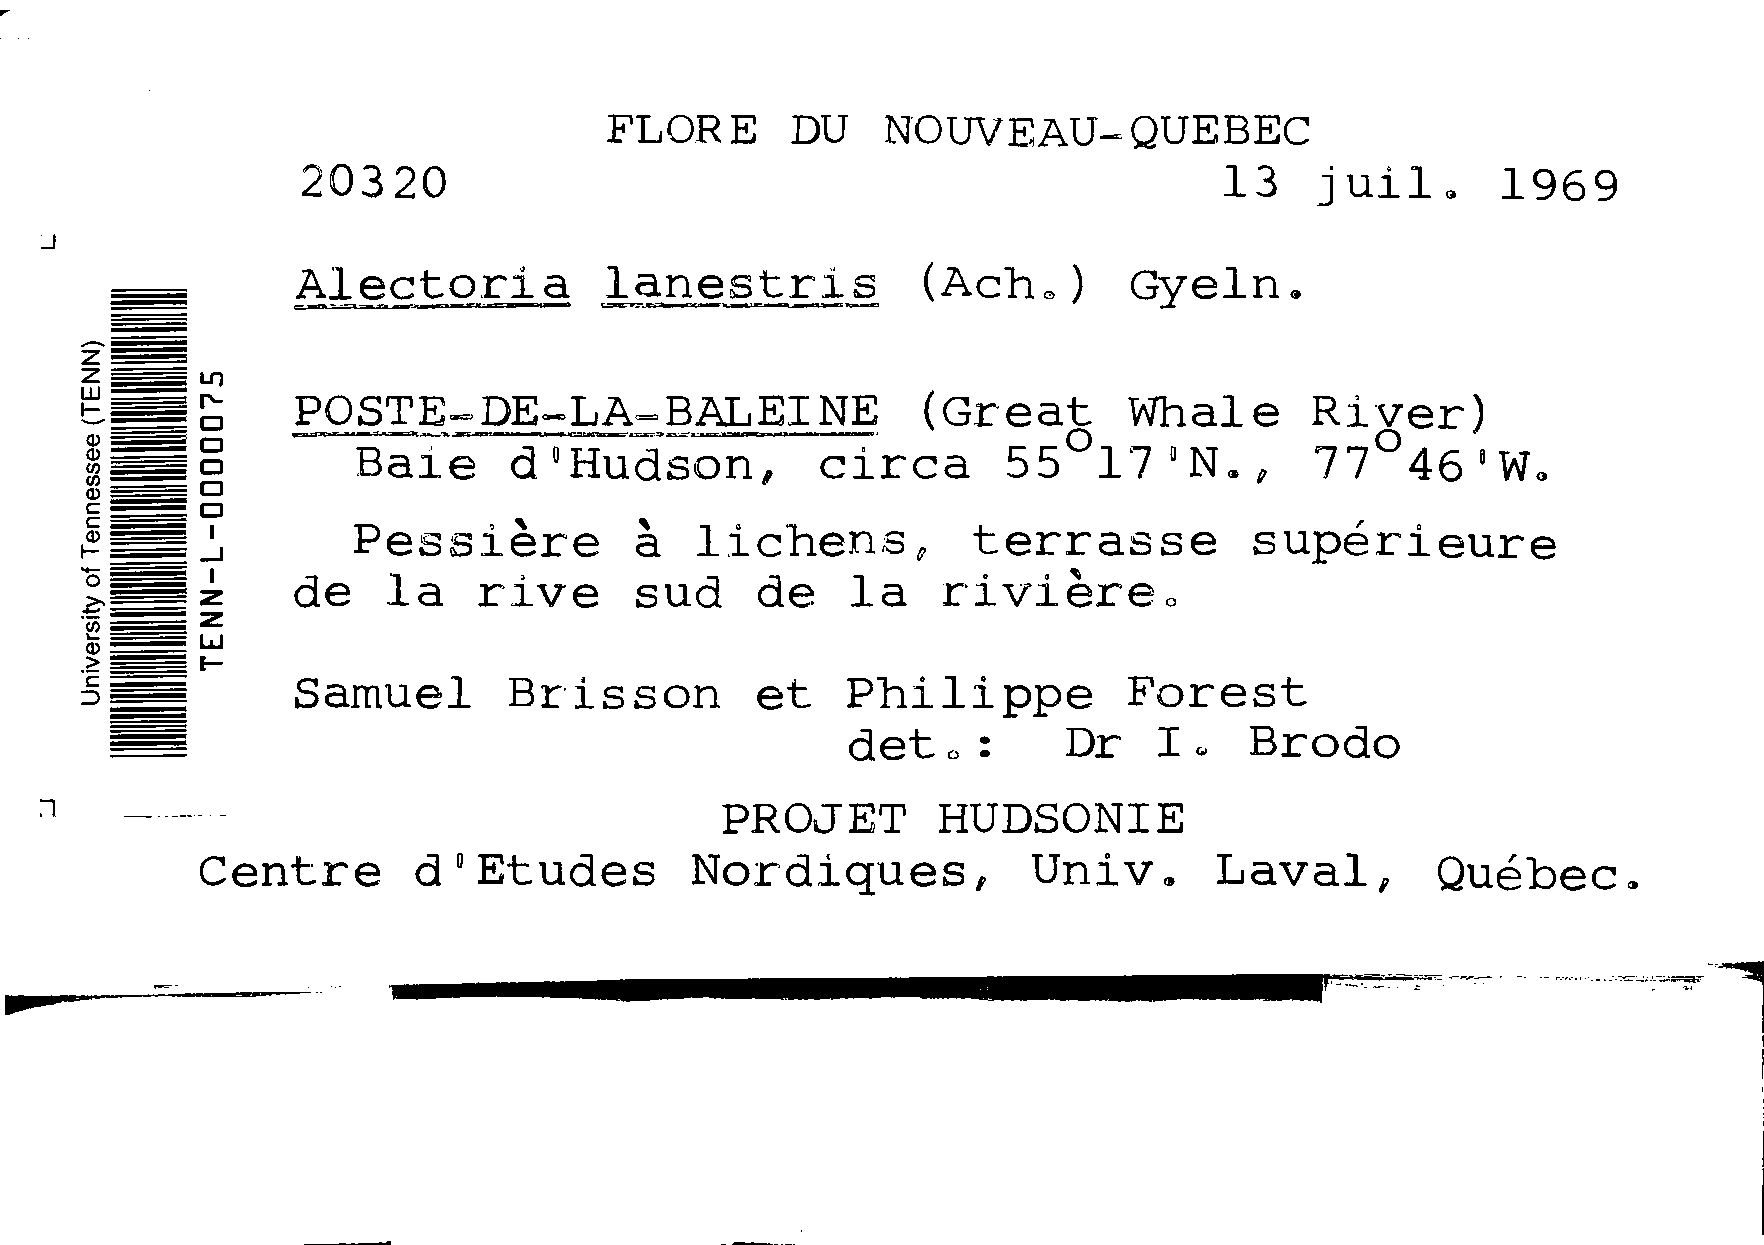 FLORE DU NOUVEAU-QUEBEC
20320 13 juil. 1969
Alectoria lanestris (Ach.) Gyeln.
POSTE-DE-LA-BALEINE (Great Whale River)
Baie d'Hudson, circa 55°17'N., 77°46'W.
Pessière à lichens, terrasse supérieure
de la rive sud de la rivière.
Samuel Brisson et Philippe Forest
det.: Dr I. Brodo
PROJET HUDSONIE
Centre d'Etudes Nordiques, Univ. Laval, Québec.
University of Tennessee (TENN)
TENN-L-0000075